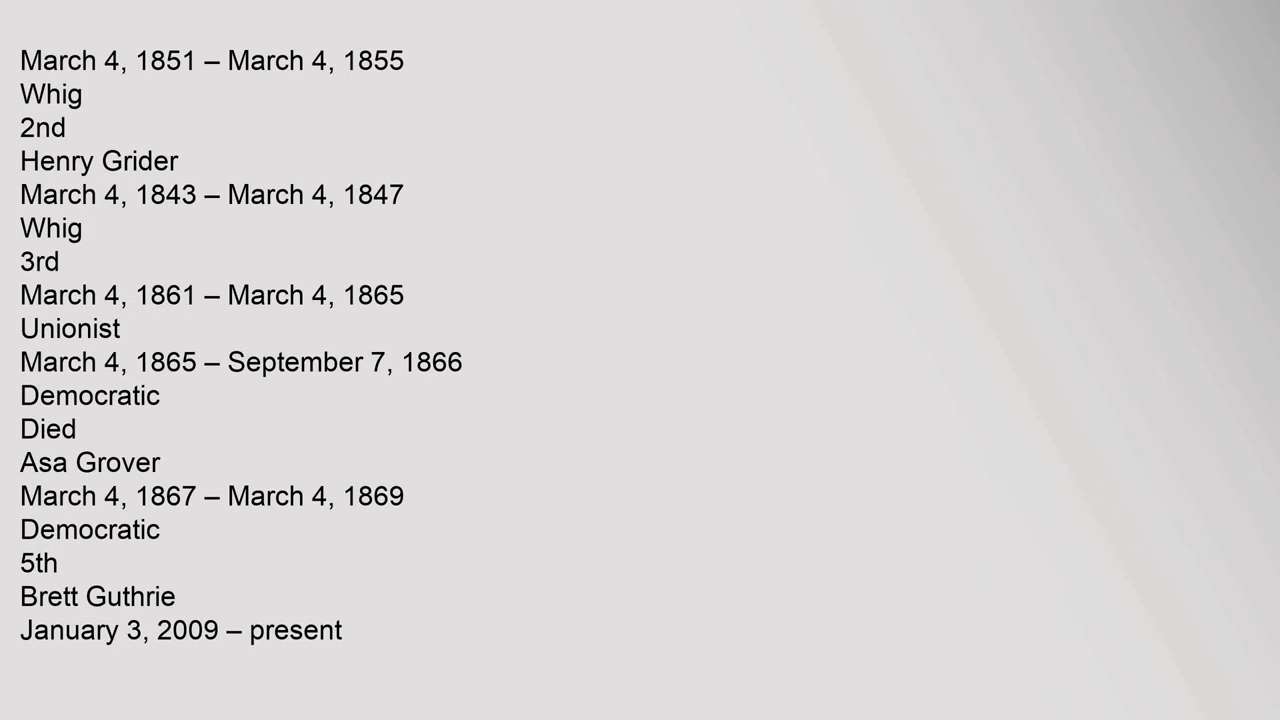 March 4, 1851 – March 4, 1855
Whig
2nd
Henry Grider
March 4, 1843 – March 4, 1847
Whig
3rd
March 4, 1861 – March 4, 1865
Unionist
March 4, 1865 – September 7, 1866
Democratic
Died
Asa Grover
March 4, 1867 – March 4, 1869
Democratic
5th
Brett Guthrie
January 3, 2009 – present